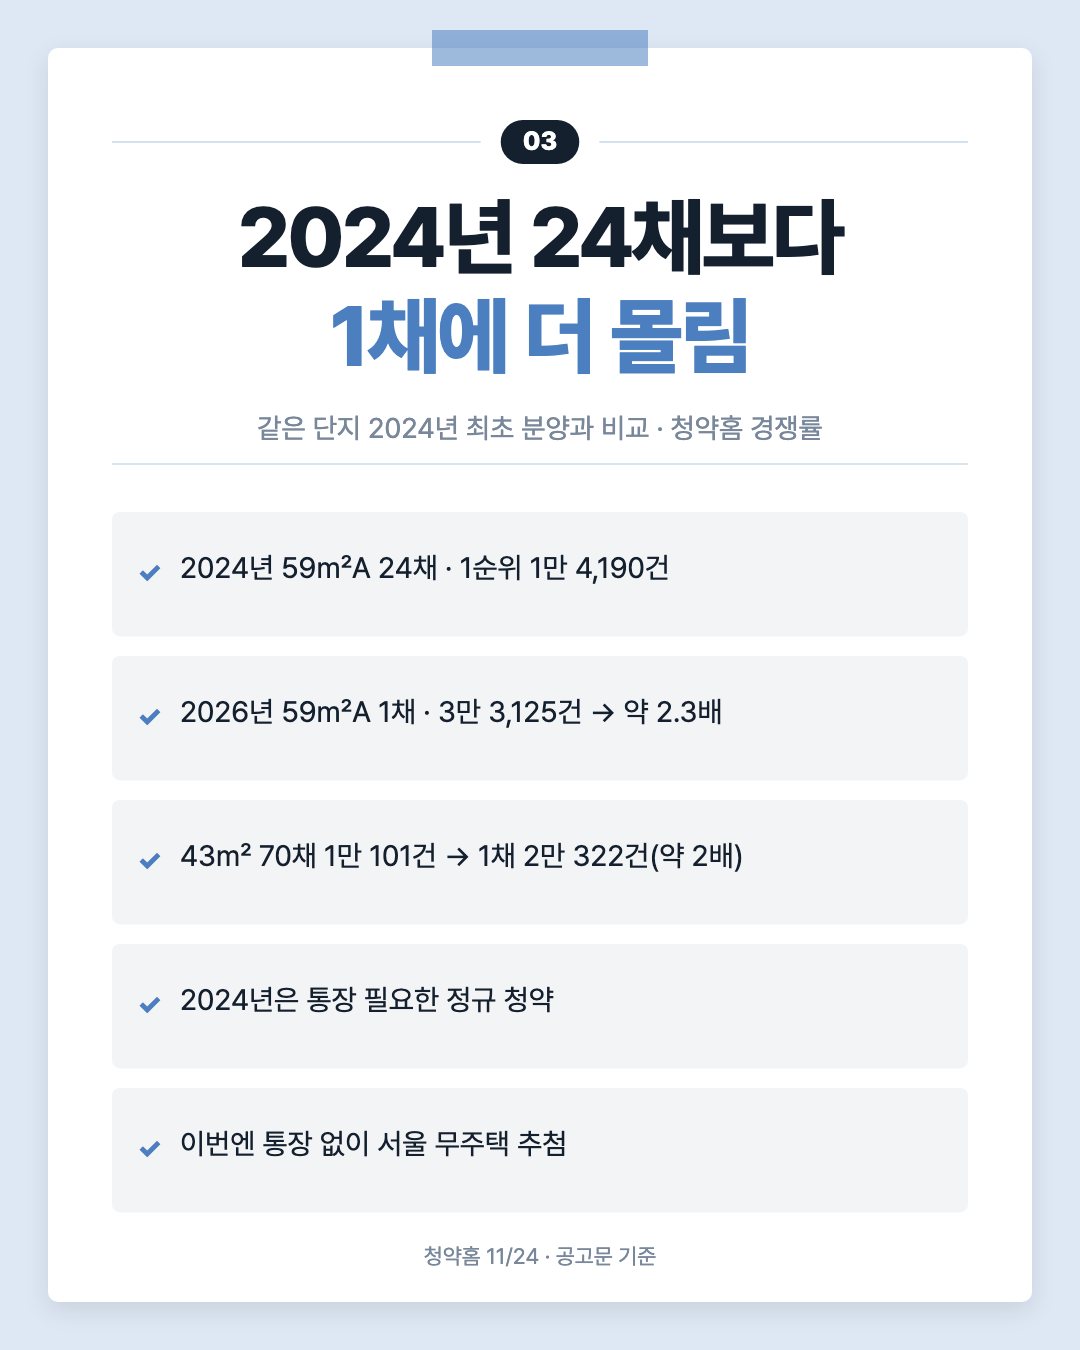 03
2024년 24채보다
1채에 더 몰림
같은 단지 2024년 최초 분양과 비교 · 청약홈 경쟁률
2024년 59m²A 24채 · 1순위 1만 4,190건
2026년 59m²A 1채 · 3만 3,125건 → 약 2.3배
43m² 70채 1만 101건 → 1채 2만 322건(약 2배)
2024년은 통장 필요한 정규 청약
이번엔 통장 없이 서울 무주택 추첨
청약홈 11/24 · 공고문 기준